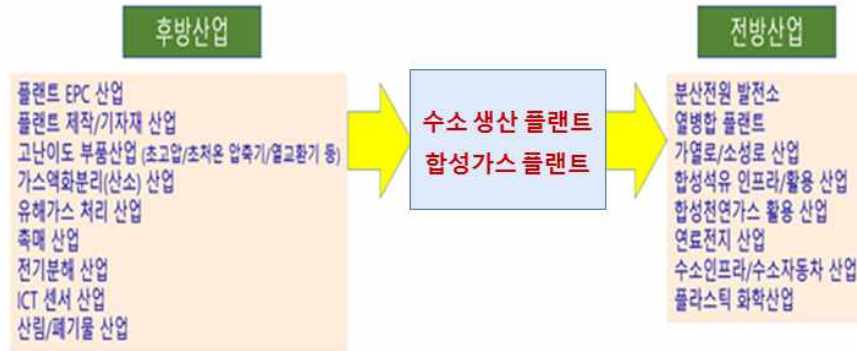 후방산업
플랜트 EPC 산업
플랜트 제작/기자재 산업
고난이도 부품산업 (초고압/초저온 압축기/열교환기 등)
가스액화분리(산소) 산업
유해가스 처리 산업
촉매 산업
전기분해 산업
ICT 센서 산업
산림/폐기물 산업
수소 생산 플랜트
합성가스 플랜트
전방산업
분산전원 발전소
열병합 플랜트
가열로/소성로 산업
합성석유 인프라/활용 산업
합성천연가스 활용 산업
연료전지 산업
수소인프라/수소자동차 산업
플라스틱 화학산업